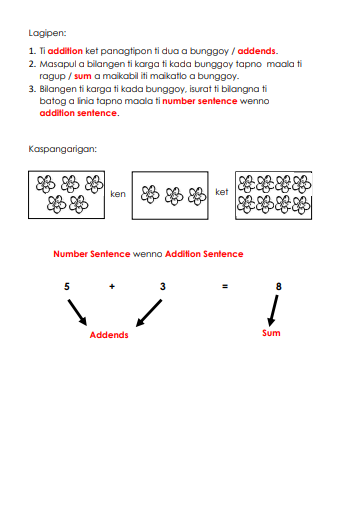 Lagipen:
1. Ti addition ket panagtipon ti dua a bunggoy / addends.
2. Masapul a bilangen ti karga ti kada bunggoy tapno maala ti
ragup / sum a maikabil iti maikatlo a bunggoy.
3. Bilangen ti karga ti kada bunggoy, isurat ti bilangna ti
batog a linia tapno maala ti number sentence wenno
addition sentence.
Kaspangarigan:
ken ket
Number Sentence wenno Addition Sentence
5 + 3 = 8
Addends Sum